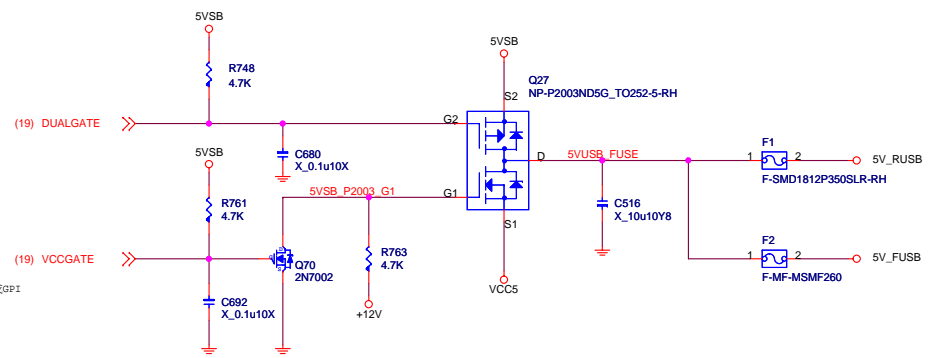 5VSB
5VSB
R748
4.7K
Q27
NP-P2003ND5G_TO252-5-RH
S2
(19) DUALGATE
G2
C680
X_0.1u10X
5VSB
D
5VUSB_FUSE
F1
1
2
5V_RUSB
F-SMD1812P350SLR-RH
5VSB_P2003_G1
G1
R761
4.7K
C516
X_10u10Y8
S1
R763
4.7K
(19) VCCGATE
Q70
2N7002
F2
1
2
5V_FUSB
F-MF-MSMF260
VCC5
GPI
C692
X_0.1u10X
+12V